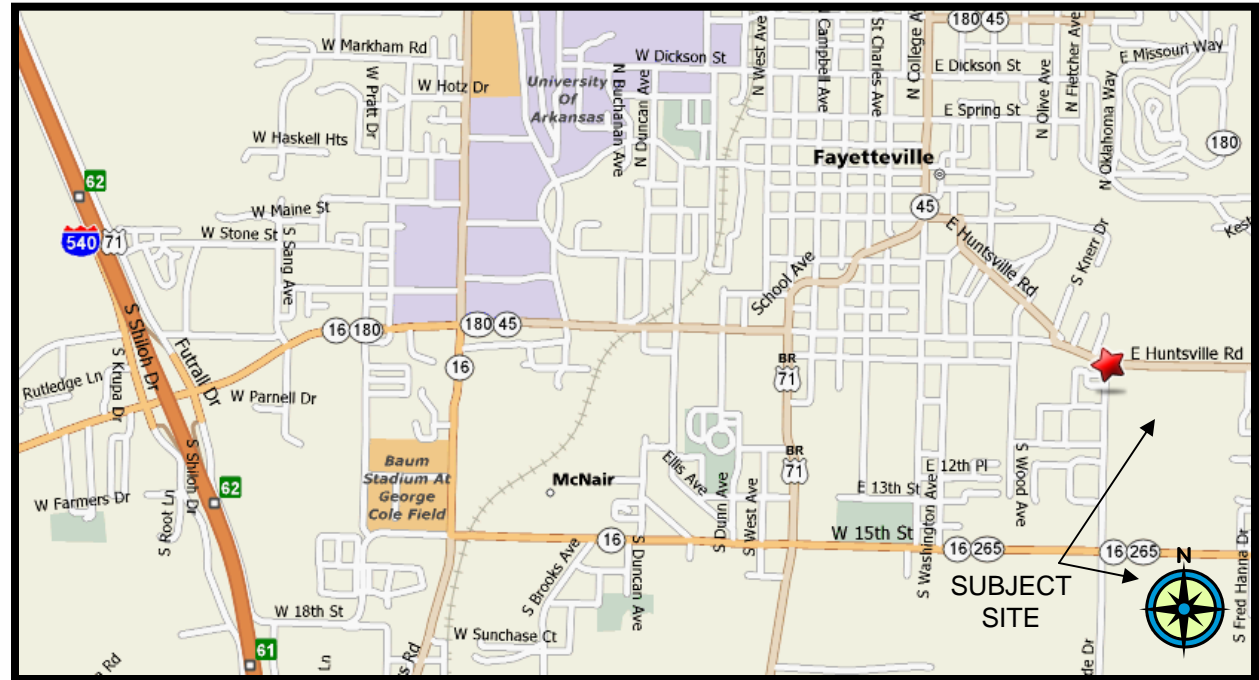 W Markham Rd
W Hotz Dr
W Pratt Dr
W Haskell Hts
W Maine St
W Stone St
S Sang Ave
62
540
71
S Shiloh Dr
Futrall Dr
S Krupa Dr
Rutledge Ln
W Parnell Dr
S Shiloh Dr
62
W Farmers Dr
S Root Ln
W 18th St
61
Rd
Ln
University
Of
Arkansas
N Buchanan Ave
N Duncan Ave
W Dickson St
N West Ave
N Campbell Ave
St Charles Ave
N College A
180
45
E Dickson St
E Spring St
N Olive Ave
N Fletcher Ave
E Missouri Way
N Oklahoma Way
180
Kes
Fayetteville
45
E Huntsville Rd
S Knerr Dr
School Ave
16
180
180
45
16
BR
71
E Huntsville Rd
Baum
Stadium At
George
Cole Field
McNair
Ellis Ave
S Dunn Ave
S West Ave
BR
71
E 12th Pl
E 13th St
S Washington Ave
S Wood Ave
W 15th St
16
16
265
16
265
S Brooks Ave
S Duncan Ave
W Sunchase Ct
s Rd
SUBJECT
SITE
N
S Fred Hanna Dr
de Dr